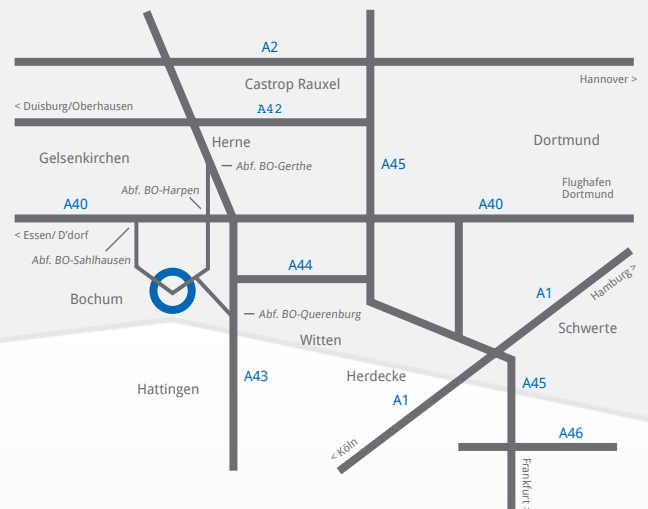 A2
Hannover >
Castrop Rauxel
< Duisburg/Oberhausen
A42
Herne
Dortmund
Gelsenkirchen
Abf. BO-Gerthe
A45
Abf. BO-Harpen
Flughafen
Dortmund
A40
A40
< Essen/ D'dorf
Abf. BO-Sahlhausen
A44
Hamburg>
A1
Bochum
Abf. BO-Querenburg
Schwerte
Witten
Hattingen
A43
Herdecke
A45
A1
A46
< Köln
Frankfurt >